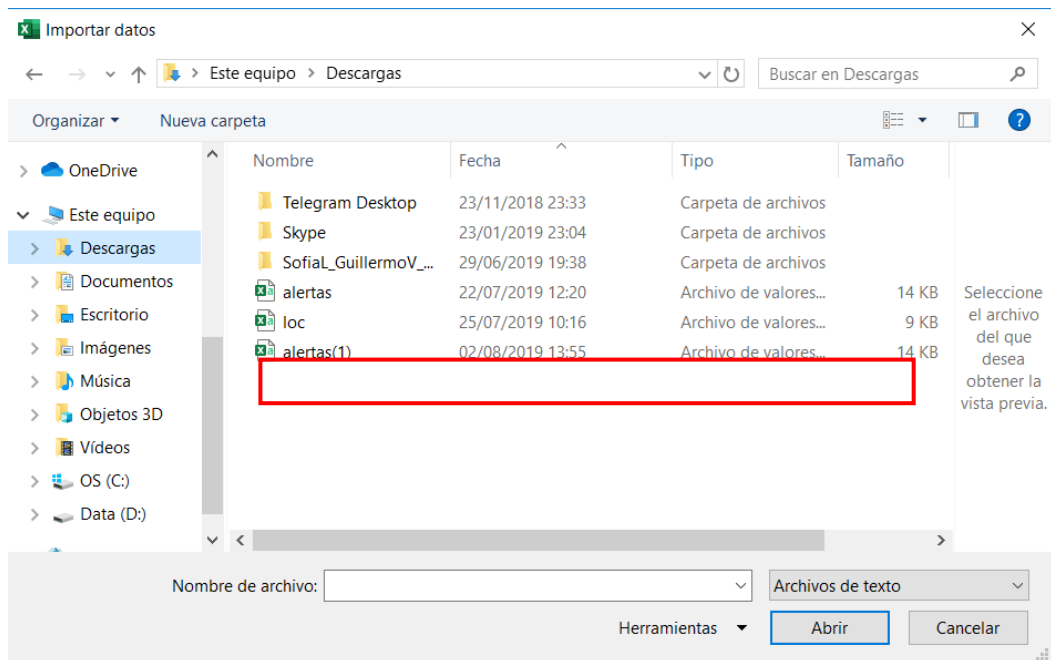 Importar datos
Este equipo > Descargas
Buscar en Descargas
Organizar
Nueva carpeta
?
Nombre Fecha Tipo Tamaño
OneDrive
Este equipo
Descargas
Documentos
Escritorio
Imágenes
Música
Objetos 3D
Vídeos
OS (C:)
Data (D:)
Telegram Desktop 23/11/2018 23:33 Carpeta de archivos
Skype 23/01/2019 23:04 Carpeta de archivos
SofiaL_GuillermoV_... 29/06/2019 19:38 Carpeta de archivos
alertas 22/07/2019 12:20 Archivo de valores... 14 KB
loc 25/07/2019 10:16 Archivo de valores... 9 KB
alertas(1) 02/08/2019 13:55 Archivo de valores... 14 KB
Seleccione
el archivo
del que
desea
obtener la
vista previa.
Nombre de archivo:
Archivos de texto
Herramientas
Abrir
Cancelar